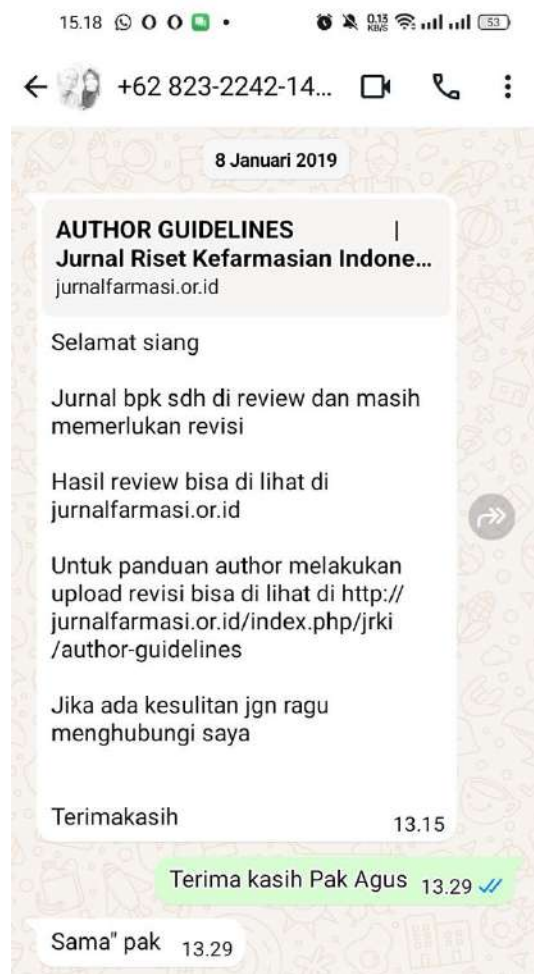 15.18
0.13
KB/S
53
+62 823-2242-14...
8 Januari 2019
AUTHOR GUIDELINES |
Jurnal Riset Kefarmasian Indone...
jurnalfarmasi.or.id
Selamat siang
Jurnal bpk sdh di review dan masih
memerlukan revisi
Hasil review bisa di lihat di
jurnalfarmasi.or.id
Untuk panduan author melakukan
upload revisi bisa di lihat di http://
jurnalfarmasi.or.id/index.php/jrki
/author-guidelines
Jika ada kesulitan jgn ragu
menghubungi saya
Terimakasih
13.15
Terima kasih Pak Agus 13.29
Sama" pak 13.29